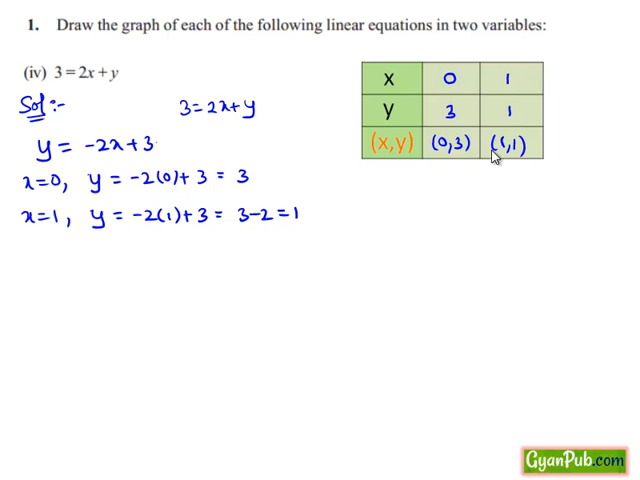 1. Draw the graph of each of the following linear equations in two variables:
(iv) 3 = 2x + y
Sol :-
3 = 2x + y
y = -2x + 3
x = 0, y = -2(0) + 3 = 3
x = 1, y = -2(1) + 3 = 3 - 2 = 1
x 0 1
y 3 1
(x,y) (0,3) (1,1)
GyanPub.com